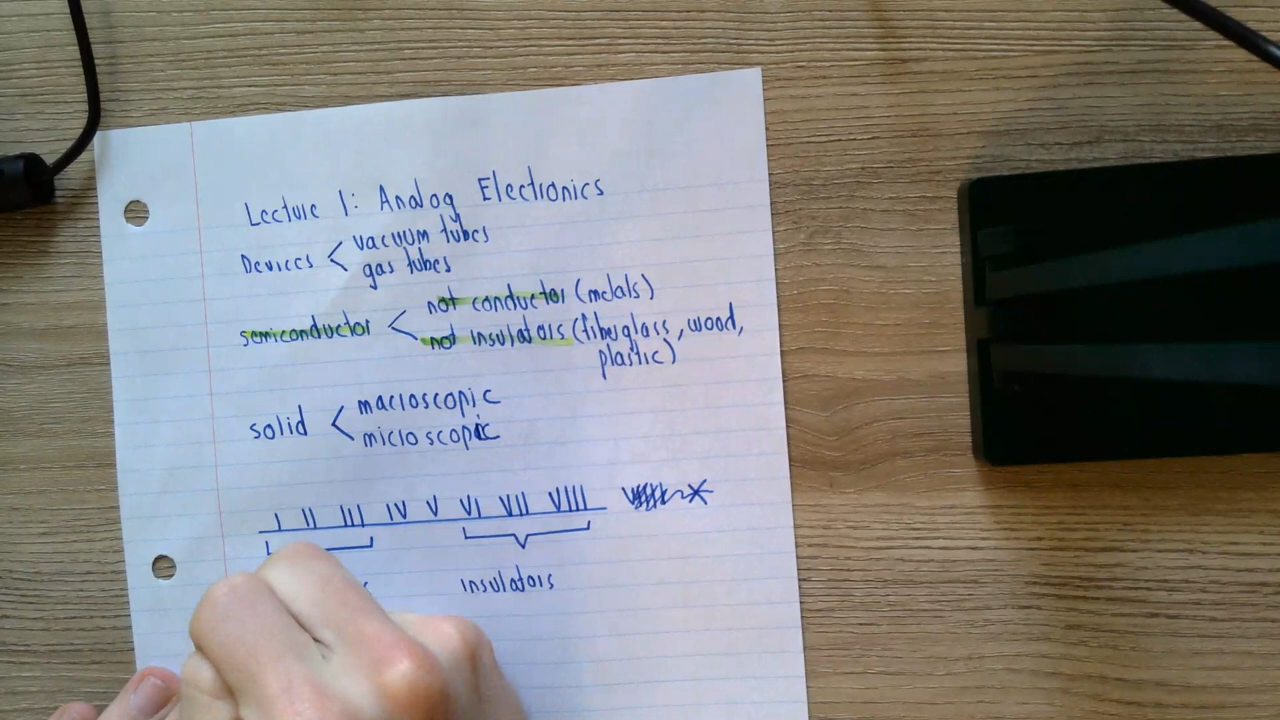 Lecture 1: Analog Electronics
Devices < vacuum tubes
gas tubes
semiconductor < not conductor (metals)
not insulators (fiberglass, wood,
plastic)
solid < macroscopic
microscopic
I II III IV V VI VII VIII
insulators